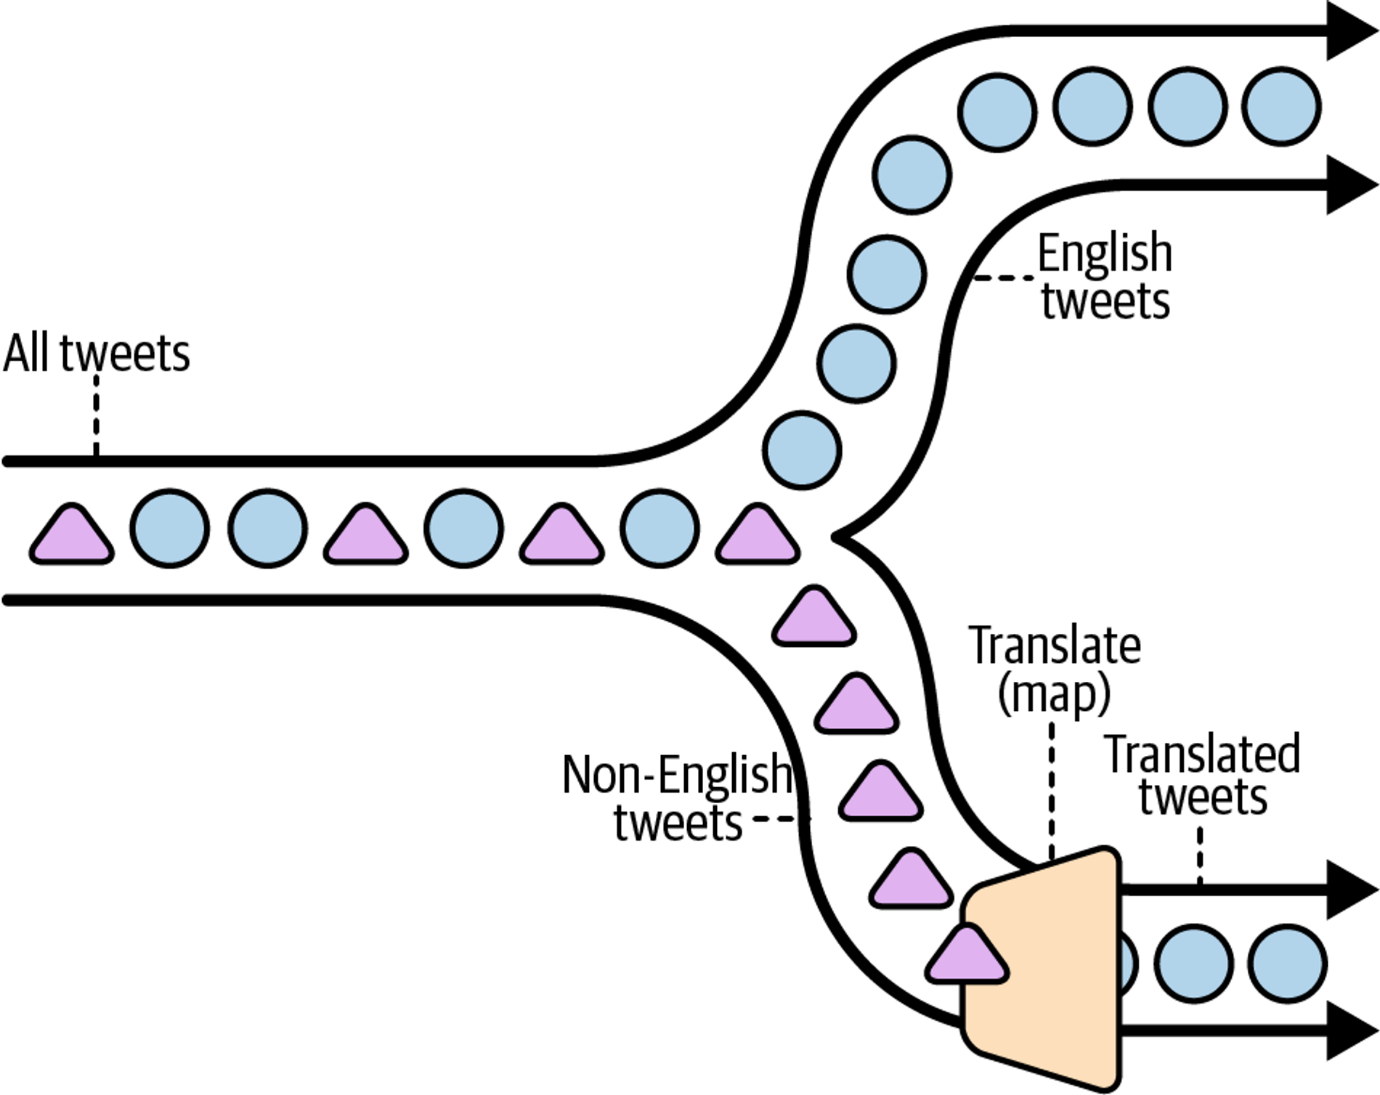 English
tweets
All tweets
Translate
(map)
Non-English
tweets
Translated
tweets